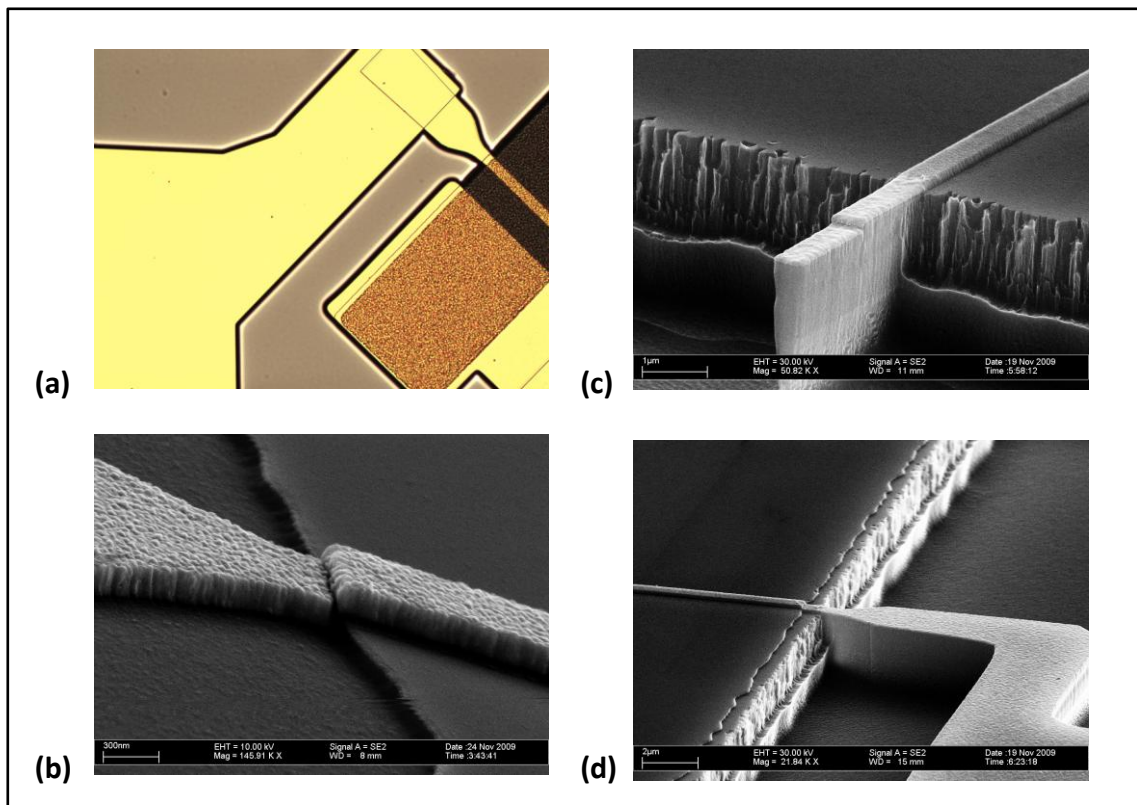 (a)
(c)
1µm
EHT = 30.00 kV
Mag = 50.82 K X
Signal A = SE2
WD = 11 mm
Date :19 Nov 2009
Time :5:58:12
(b)
300nm
EHT = 10.00 kV
Mag = 145.91 K X
Signal A = SE2
WD = 8 mm
Date :24 Nov 2009
Time :3:43:41
(d)
2µm
EHT = 30.00 kV
Mag = 21.84 K X
Signal A = SE2
WD = 15 mm
Date :19 Nov 2009
Time :6:23:18